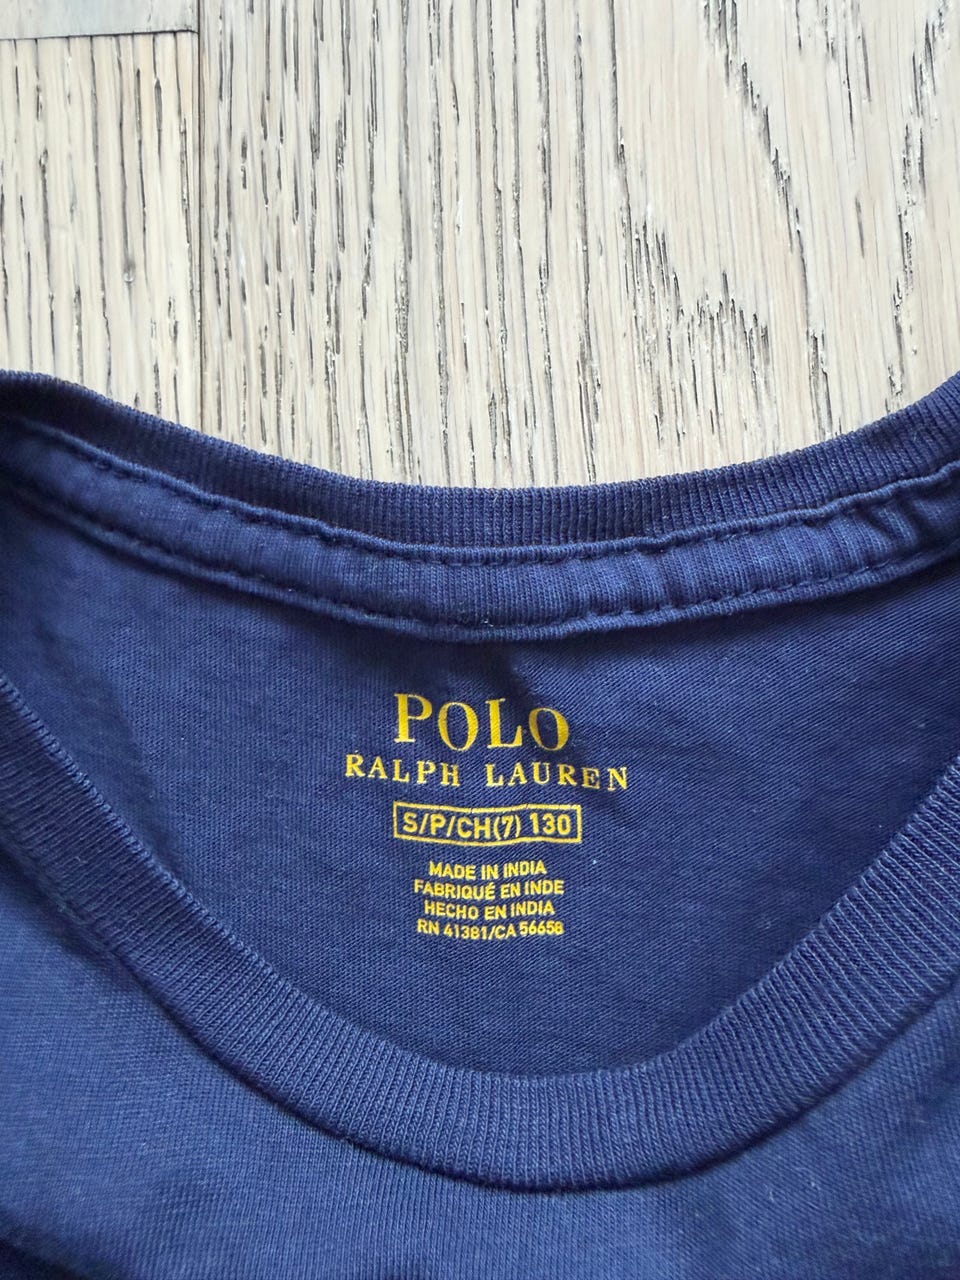 POLO
RALPH LAUREN
S/P/CH(7) 130
MADE IN INDIA
FABRIQUÉ EN INDE
HECHO EN INDIA
RN 41381/CA 56658